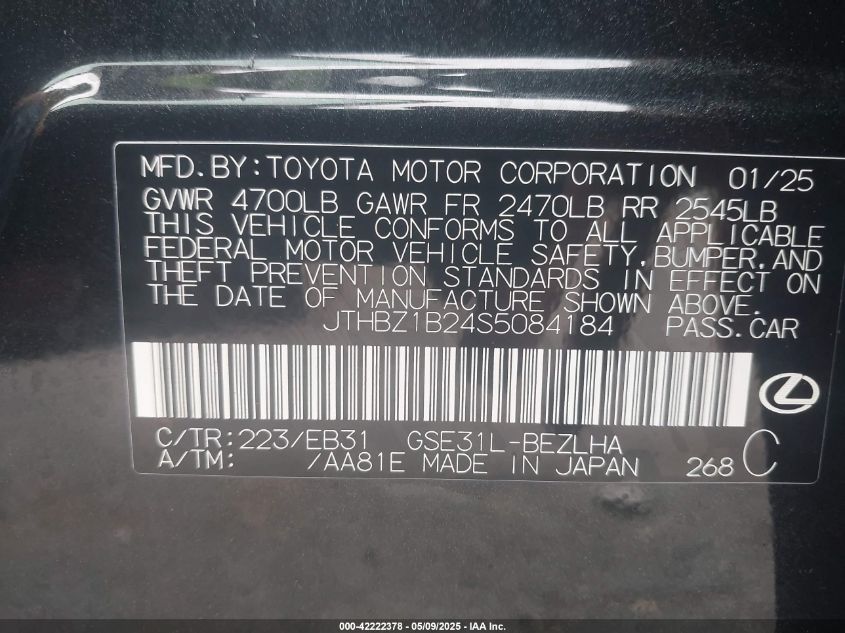 MFD.BY:TOYOTA MOTOR CORPORATION 01/25
GVWR 4700LB GAWR FR 2470LB RR 2545LB
THIS VEHICLE CONFORMS TO ALL APPLICABLE
FEDERAL MOTOR VEHICLE SAFETY,BUMPER,AND
THEFT PREVENTION STANDARDS IN EFFECT ON
THE DATE OF MANUFACTURE SHOWN ABOVE.
JTHBZ1B24S5084184 PASS.CAR
C/TR:223/EB31 GSE31L-BEZLHA
A/TM: /AA81E MADE IN JAPAN 268 C
000-42222378 - 05/09/2025 - IAA Inc.